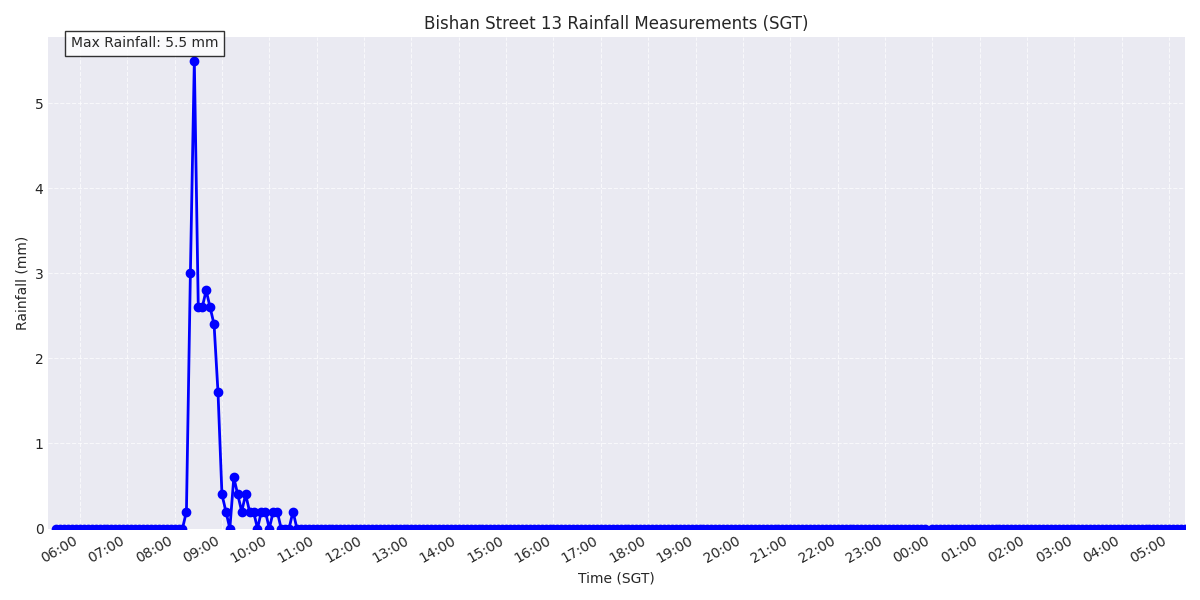 Bishan Street 13 Rainfall Measurements (SGT)
Max Rainfall: 5.5 mm
Rainfall (mm)
5
4
3
2
1
0
06:00 07:00 08:00 09:00 10:00 11:00 12:00 13:00 14:00 15:00 16:00 17:00 18:00 19:00 20:00 21:00 22:00 23:00 00:00 01:00 02:00 03:00 04:00 05:00
Time (SGT)